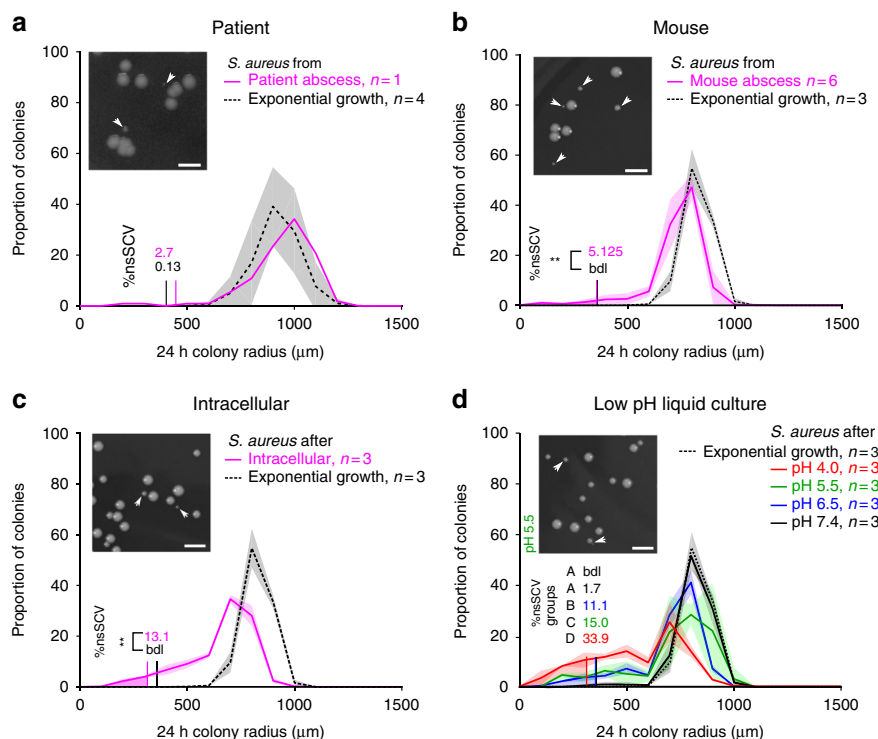 a
Patient
100
80
60
40
20
0
Proportion of colonies
S. aureus from
Patient abscess, n = 1
Exponential growth, n = 4
%nsSCV
2.7
0.13
0
500
1000
1500
24 h colony radius (μm)
b
Mouse
100
80
60
40
20
0
Proportion of colonies
S. aureus from
Mouse abscess n = 6
Exponential growth, n = 3
%nsSCV
**
5.125
bdl
0
500
1000
1500
24 h colony radius (μm)
c
Intracellular
100
80
60
40
20
0
Proportion of colonies
S. aureus after
Intracellular, n = 3
Exponential growth, n = 3
%nsSCV
**
13.1
bdl
0
500
1000
1500
24 h colony radius (μm)
d
Low pH liquid culture
100
80
60
40
20
0
Proportion of colonies
pH 5.5
S. aureus after
Exponential growth, n = 3
pH 4.0, n = 3
pH 5.5, n = 3
pH 6.5, n = 3
pH 7.4, n = 3
%nsSCV
groups
A bdl
A 1.7
B 11.1
C 15.0
D 33.9
0
500
1000
1500
24 h colony radius (μm)